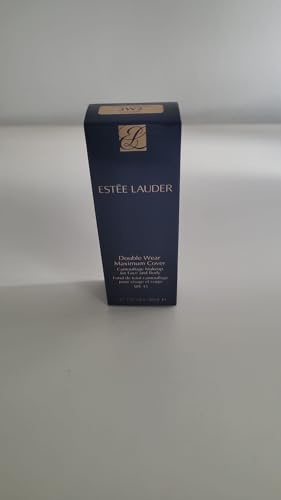 3W2
ESTĒE LAUDER
Double Wear
Maximum Cover
Camouflage Makeup
for Face and Body
Fond de teint camouflage
pour visage et corps
SPF 15